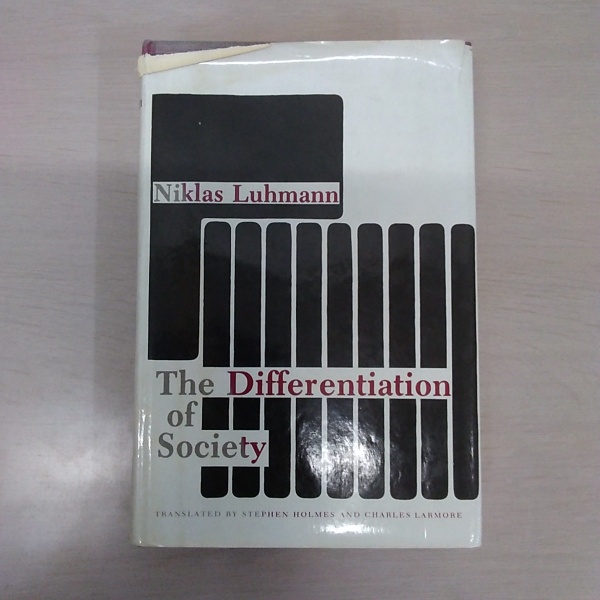 Niklas Luhmann
The Differentiation
of
Society
TRANSLATED BY STEPHEN HOLMES AND CHARLES LARMORE